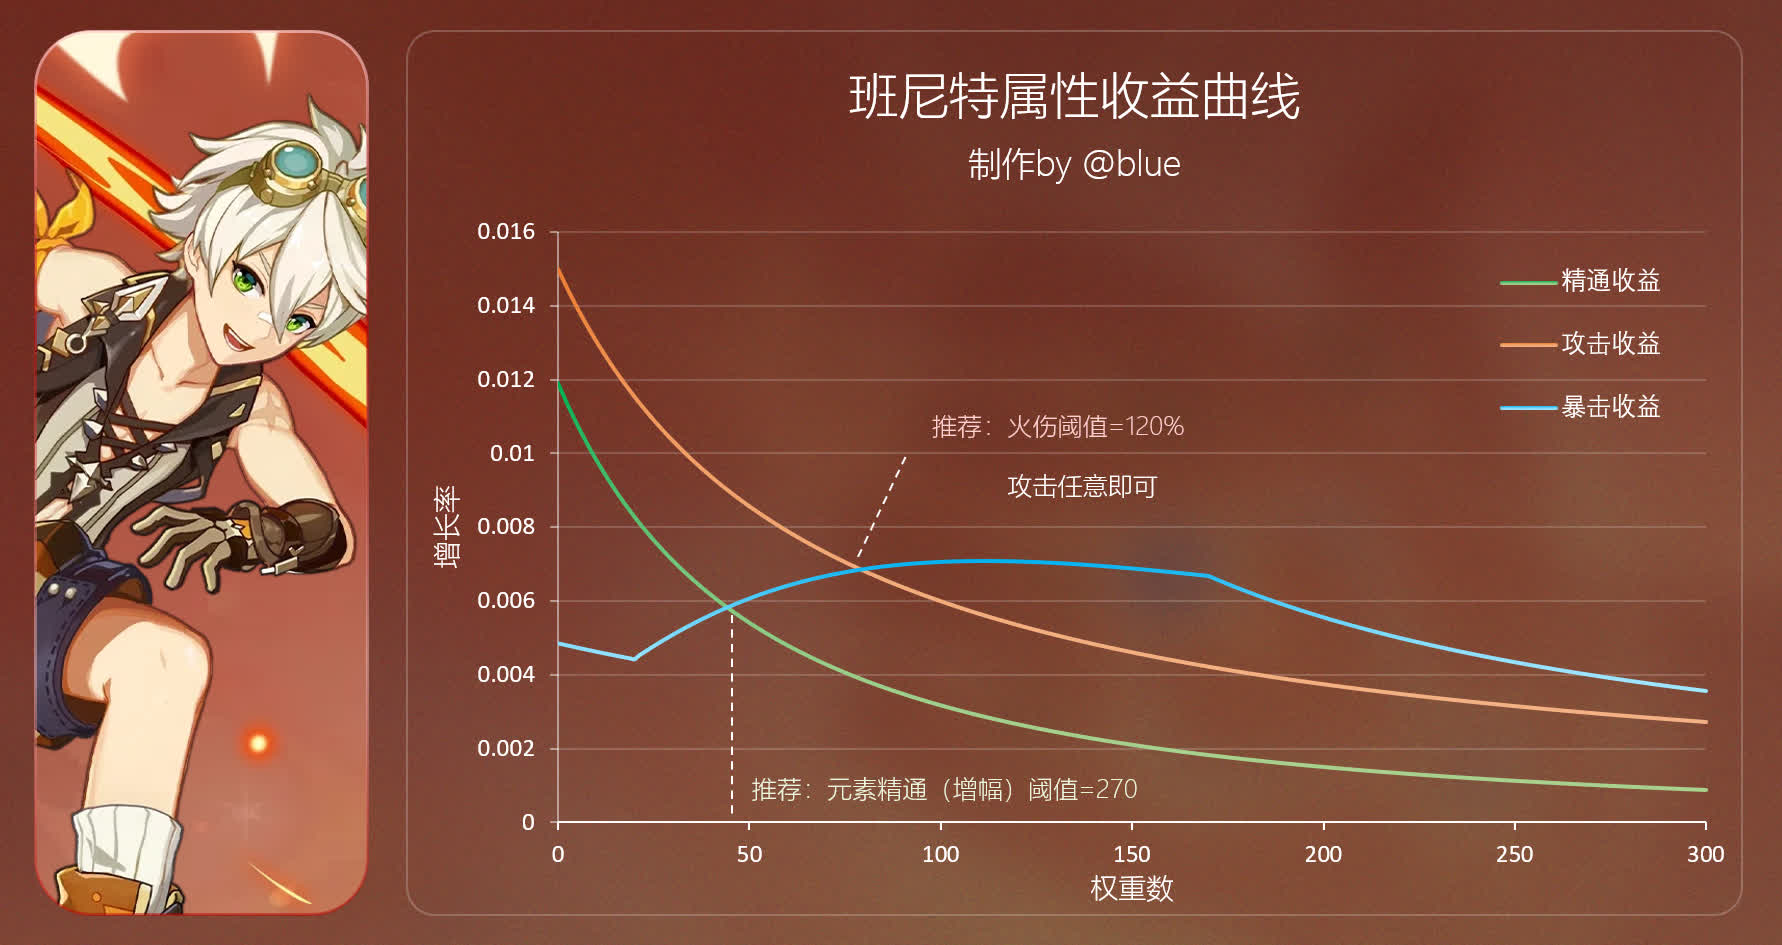 班尼特属性收益曲线
制作by @blue
0.016
0.014
0.012
0.01
0.008
0.006
0.004
0.002
0
增长率
精通收益
攻击收益
暴击收益
推荐：火伤阈值=120%
攻击任意即可
推荐：元素精通（增幅）阈值=270
0 50 100 150 200 250 300
权重数